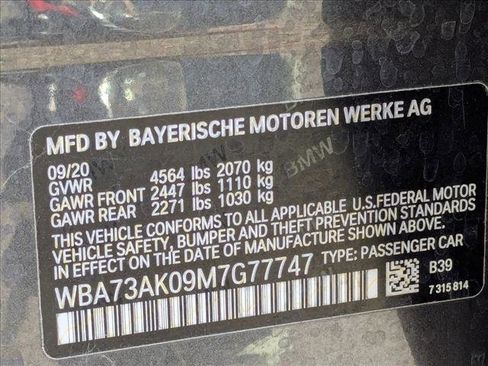 MFD BY BAYERISCHE MOTOREN WERKE AG
09/20
GVWR 4564 lbs 2070 kg
GAWR FRONT 2447 lbs 1110 kg
GAWR REAR 2271 lbs 1030 kg
THIS VEHICLE CONFORMS TO ALL APPLICABLE U.S.FEDERAL MOTOR
VEHICLE SAFETY, BUMPER AND THEFT PREVENTION STANDARDS
IN EFFECT ON THE DATE OF MANUFACTURE SHOWN ABOVE.
WBA73AK09M7G77747 TYPE: PASSENGER CAR
B39
7 315 814
BMW